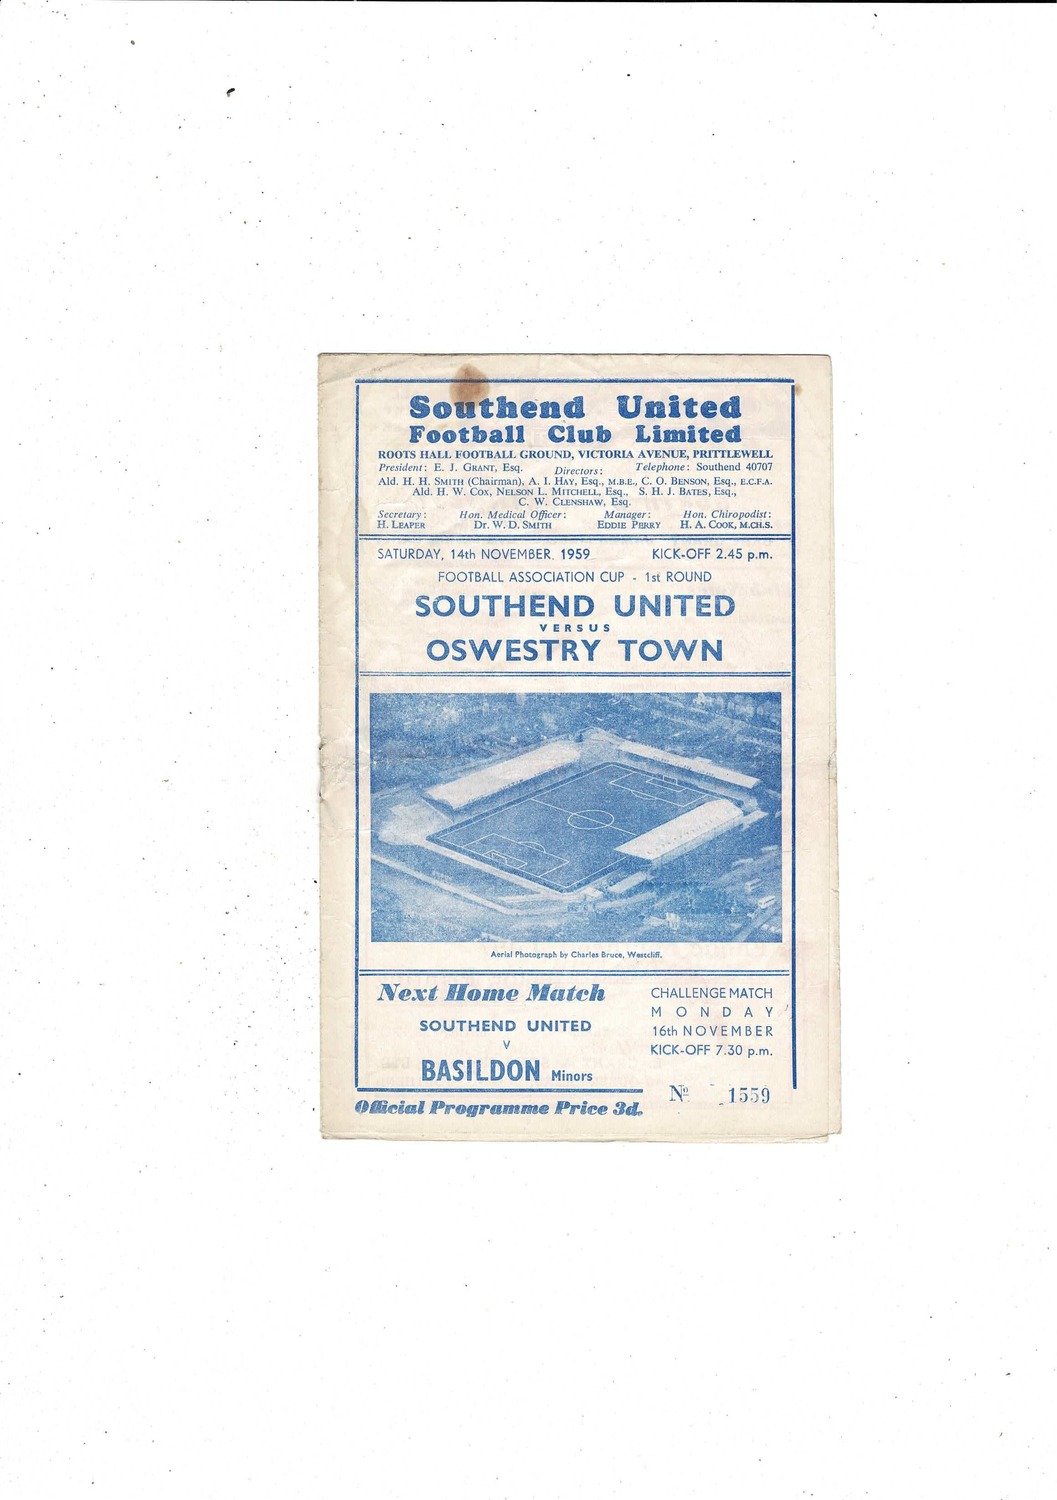 Southend United
Football Club Limited
ROOTS HALL FOOTBALL GROUND, VICTORIA AVENUE, PRITTLEWELL
President: E. J. GRANT, Esq. Directors: Telephone: Southend 40707
Ald. H. H. SMITH (Chairman), A. I. HAY, Esq., M.B.E., C. O. BENSON, Esq., E.C.F.A.
Ald. H. W. COX, NELSON L. MITCHELL, Esq., S. H. J. BATES, Esq.,
C. W. CLENSHAW, Esq.
Secretary: Hon. Medical Officer: Manager: Hon. Chiropodist:
H. LEAPER Dr. W. D. SMITH EDDIE PERRY H. A. COOK, M.CH.S.
SATURDAY, 14th NOVEMBER, 1959 KICK-OFF 2.45 p.m.
FOOTBALL ASSOCIATION CUP - 1st ROUND
SOUTHEND UNITED
VERSUS
OSWESTRY TOWN
Aerial Photograph by Charles Bruce, Westcliff.
Next Home Match
SOUTHEND UNITED
V
BASILDON Minors
CHALLENGE MATCH
MONDAY
16th NOVEMBER
KICK-OFF 7.30 p.m.
Official Programme Price 3d.
Nº 1559